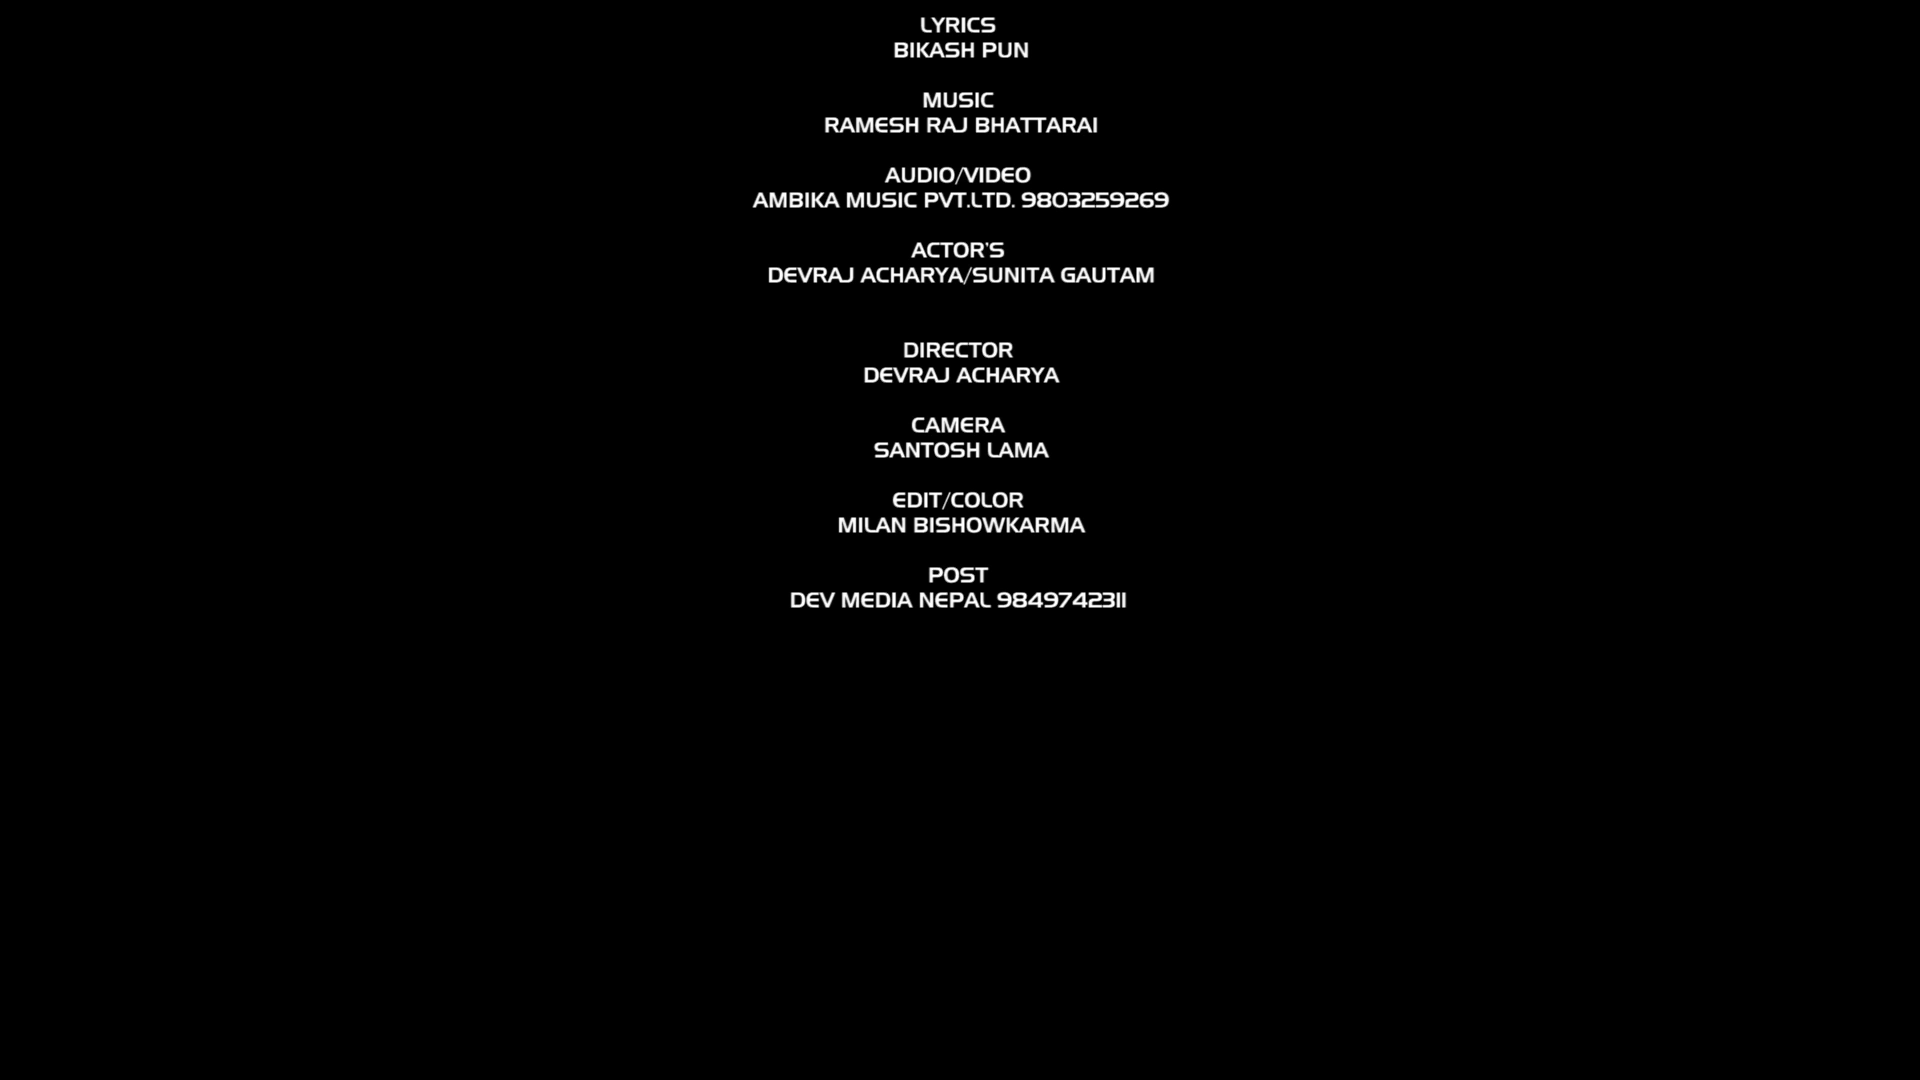 LYRICS
BIKASH PUN
MUSIC
RAMESH RAJ BHATTARAI
AUDIO/VIDEO
AMBIKA MUSIC PVT.LTD. 9803259269
ACTOR'S
DEVRAJ ACHARYA/SUNITA GAUTAM
DIRECTOR
DEVRAJ ACHARYA
CAMERA
SANTOSH LAMA
EDIT/COLOR
MILAN BISHOWKARMA
POST
DEV MEDIA NEPAL 9849742311